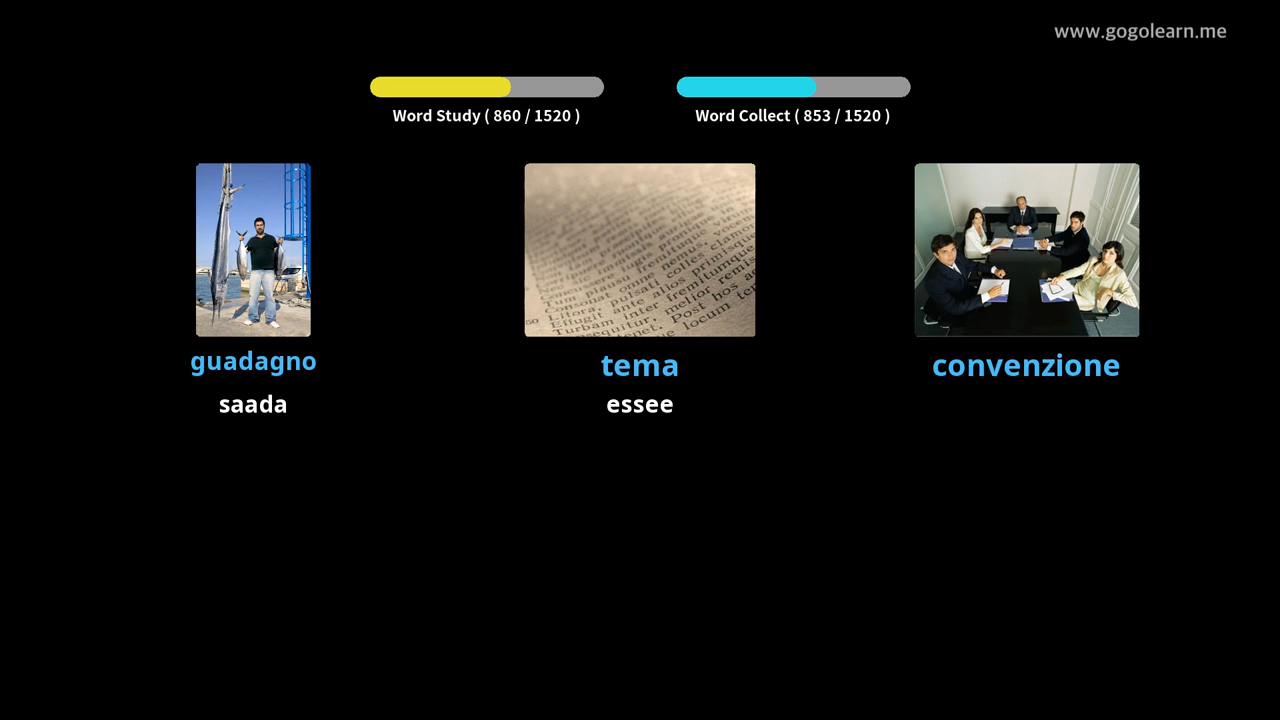 www.gogolearn.me
Word Study ( 860 / 1520 )
Word Collect ( 853 / 1520 )
guadagno
tema
convenzione
saada
essee